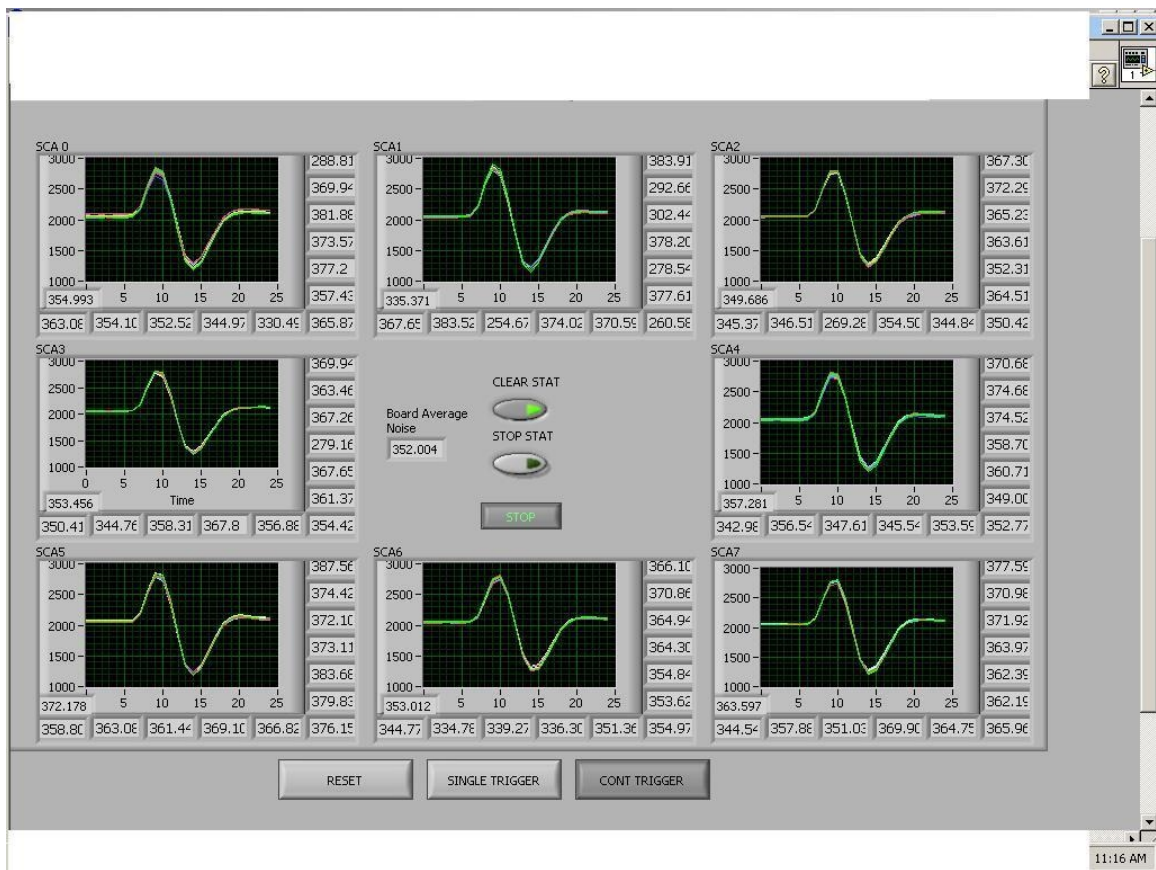 SCA 0
3000
2500
2000
1500
1000
5 10 15 20 25
354.993
288.81
369.94
381.88
373.57
377.2
357.43
363.08 354.10 352.52 344.97 330.49 365.87
SCA1
3000
2500
2000
1500
1000
5 10 15 20 25
335.371
383.91
292.66
302.44
378.20
278.54
377.61
367.65 383.52 254.67 374.02 370.59 260.58
SCA2
3000
2500
2000
1500
1000
5 10 15 20 25
349.686
367.30
372.29
365.23
363.61
352.31
364.51
345.37 346.51 269.28 354.50 344.84 350.42
SCA3
3000
2500
2000
1500
1000
0 5 10 15 20 25
Time
353.456
369.94
363.46
367.26
279.16
367.65
361.37
350.41 344.76 358.31 367.8 356.88 354.42
CLEAR STAT
Board Average
Noise
352.004
STOP STAT
STOP
SCA4
3000
2500
2000
1500
1000
5 10 15 20 25
357.281
370.68
374.68
374.52
358.70
360.71
349.00
342.98 356.54 347.61 345.54 353.59 352.77
SCA5
3000
2500
2000
1500
1000
5 10 15 20 25
372.178
387.56
374.42
372.10
373.11
383.68
379.83
358.80 363.08 361.44 369.10 366.82 376.15
SCA6
3000
2500
2000
1500
1000
5 10 15 20 25
353.012
366.10
370.86
364.94
364.30
354.84
353.62
344.77 334.78 339.27 336.30 351.36 354.97
SCA7
3000
2500
2000
1500
1000
5 10 15 20 25
363.597
377.59
370.98
371.92
363.97
362.39
362.19
344.54 357.88 351.03 369.90 364.75 365.96
RESET
SINGLE TRIGGER
CONT TRIGGER
?
1
11:16 AM